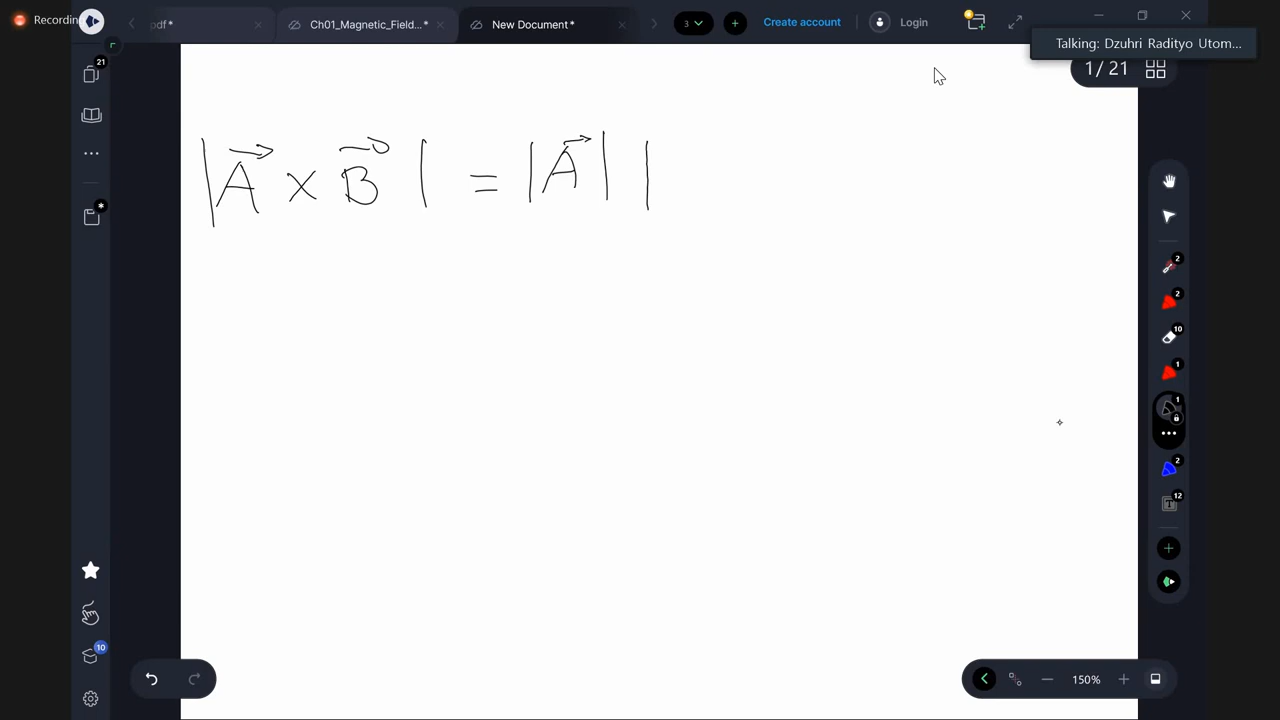 Recordin
pdf*
Ch01_Magnetic_Field...*
New Document*
3
Create account
Login
Talking: Dzuhri Radityo Utom...
1/ 21
21
|A⃗ × B⃗| = |A⃗| |
2
2
10
1
1
2
12
10
150%